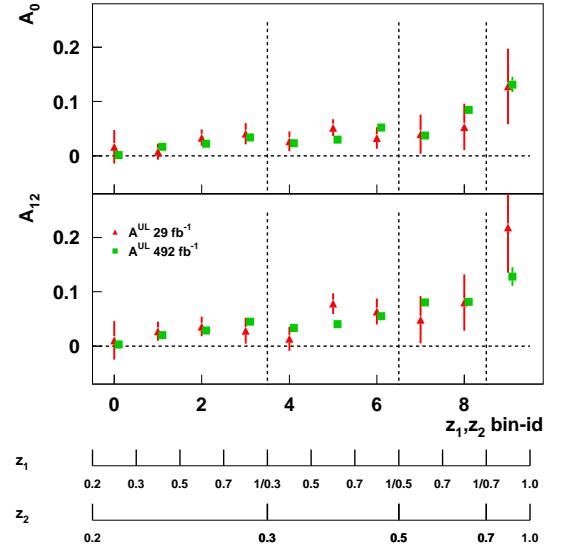 A0
0.2
0.1
0
A12
0.2
0.1
0
A^UL 29 fb^-1
A^UL 492 fb^-1
0 2 4 6 8
z1,z2 bin-id
z1
0.2 0.3 0.5 0.7 1/0.3 0.5 0.7 1/0.5 0.7 1/0.7 1.0
z2
0.2 0.3 0.5 0.7 1.0